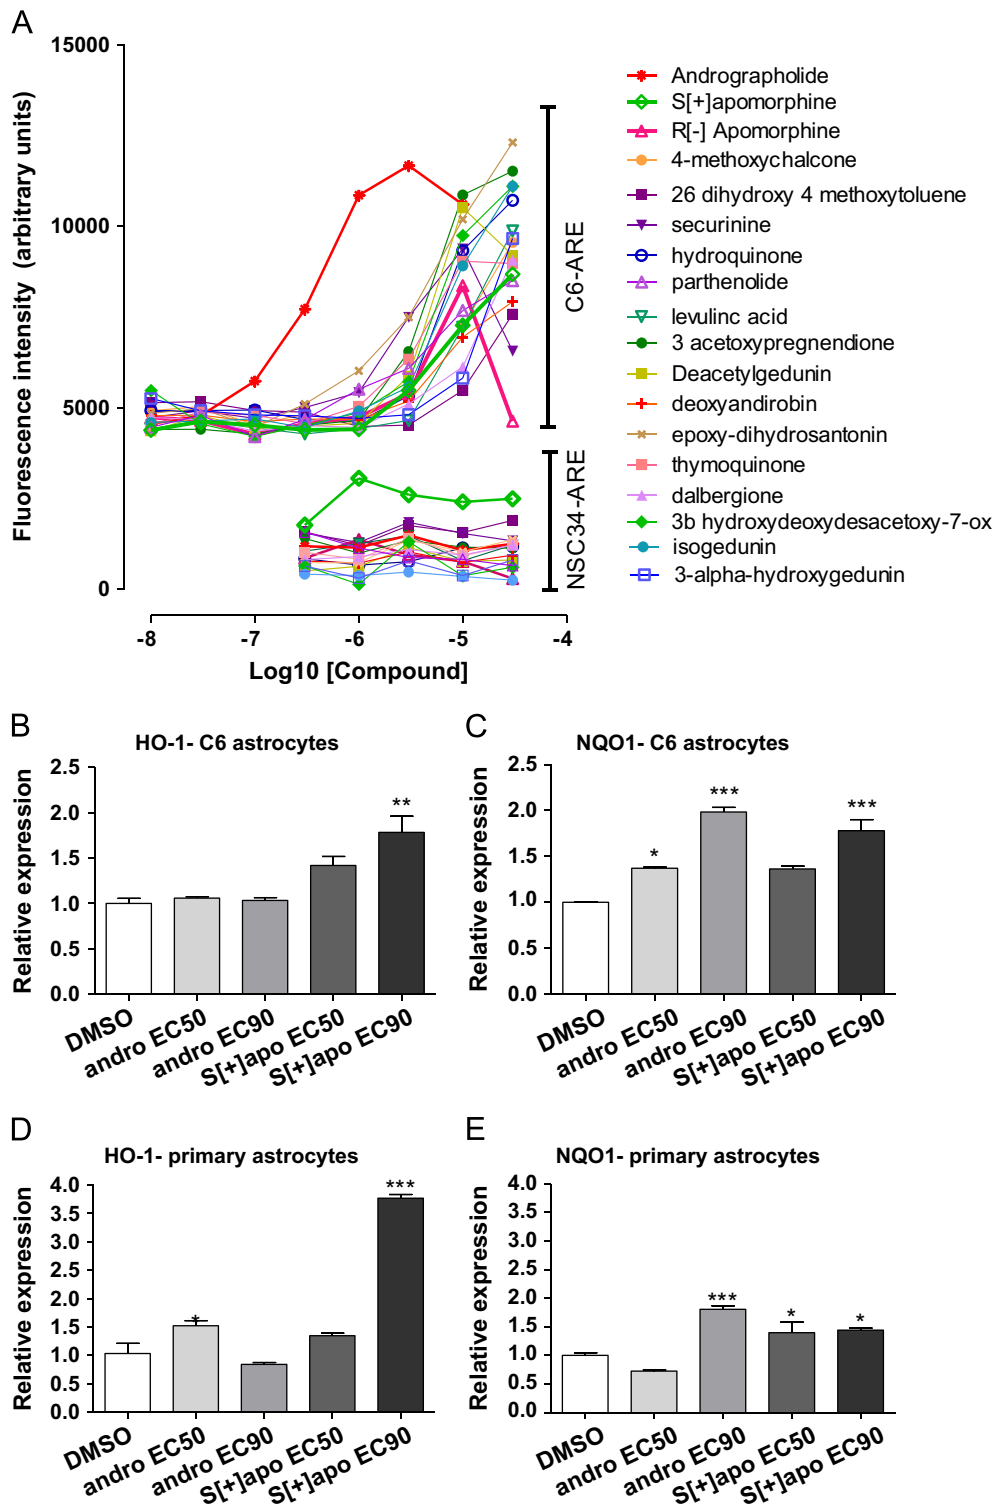 A
15000
10000
5000
0
Fluorescence intensity (arbitrary units)
-8
-7
-6
-5
-4
Log10 [Compound]
C6-ARE
NSC34-ARE
Andrographolide
S[+]apomorphine
R[-] Apomorphine
4-methoxychalcone
26 dihydroxy 4 methoxytoluene
securinine
hydroquinone
parthenolide
levulinc acid
3 acetoxypregnendione
Deacetylgedunin
deoxyandirobin
epoxy-dihydrosantonin
thymoquinone
dalbergione
3b hydroxydeoxydesacetoxy-7-ox
isogedunin
3-alpha-hydroxygedunin
B
HO-1- C6 astrocytes
Relative expression
2.5
2.0
1.5
1.0
0.5
0.0
**
DMSO
andro EC50
andro EC90
S[+]apo EC50
S[+]apo EC90
C
NQO1- C6 astrocytes
Relative expression
2.5
2.0
1.5
1.0
0.5
0.0
*
***
***
DMSO
andro EC50
andro EC90
S[+]apo EC50
S[+]apo EC90
D
HO-1- primary astrocytes
Relative expression
4.0
3.5
3.0
2.5
2.0
1.5
1.0
0.5
0.0
*
***
DMSO
andro EC50
andro EC90
S[+]apo EC50
S[+]apo EC90
E
NQO1- primary astrocytes
Relative expression
4.0
3.5
3.0
2.5
2.0
1.5
1.0
0.5
0.0
***
*
*
DMSO
andro EC50
andro EC90
S[+]apo EC50
S[+]apo EC90